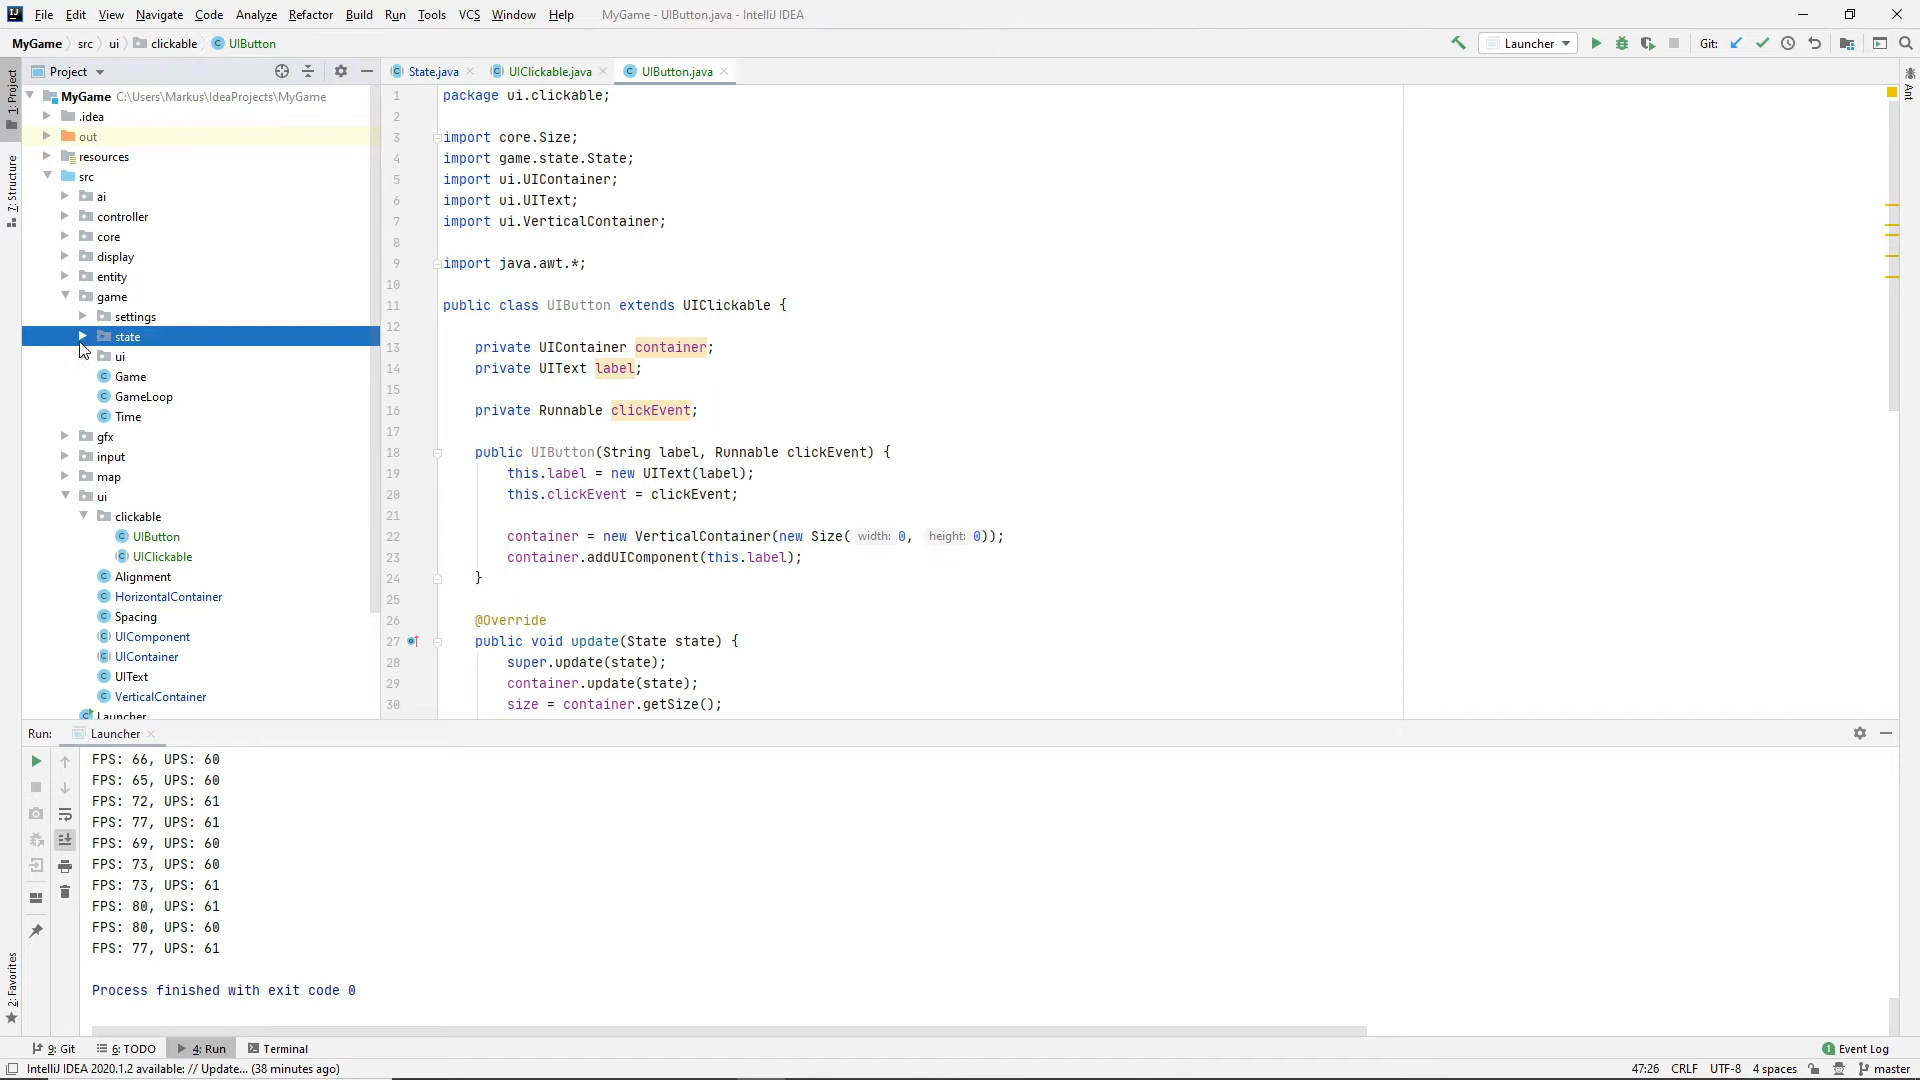 File Edit View Navigate Code Analyze Refactor Build Run Tools VCS Window Help MyGame - UIButton.java - IntelliJ IDEA
MyGame src ui clickable UIButton
Launcher Git:
Project
State.java UIClickable.java UIButton.java
1: Project
7: Structure
2: Favorites
Ant
MyGame C:\Users\Markus\IdeaProjects\MyGame
.idea
out
resources
src
ai
controller
core
display
entity
game
settings
state
ui
Game
GameLoop
Time
gfx
input
map
ui
clickable
UIButton
UIClickable
Alignment
HorizontalContainer
Spacing
UIComponent
UIContainer
UIText
VerticalContainer
Launcher
1 package ui.clickable;
2
3 import core.Size;
4 import game.state.State;
5 import ui.UIContainer;
6 import ui.UIText;
7 import ui.VerticalContainer;
8
9 import java.awt.*;
10
11 public class UIButton extends UIClickable {
12
13 private UIContainer container;
14 private UIText label;
15
16 private Runnable clickEvent;
17
18 public UIButton(String label, Runnable clickEvent) {
19 this.label = new UIText(label);
20 this.clickEvent = clickEvent;
21
22 container = new VerticalContainer(new Size( width: 0, height: 0));
23 container.addUIComponent(this.label);
24 }
25
26 @Override
27 public void update(State state) {
28 super.update(state);
29 container.update(state);
30 size = container.getSize();
Run: Launcher
FPS: 66, UPS: 60
FPS: 65, UPS: 60
FPS: 72, UPS: 61
FPS: 77, UPS: 61
FPS: 69, UPS: 60
FPS: 73, UPS: 60
FPS: 73, UPS: 61
FPS: 80, UPS: 61
FPS: 80, UPS: 60
FPS: 77, UPS: 61
Process finished with exit code 0
9: Git 6: TODO 4: Run Terminal 1 Event Log
IntelliJ IDEA 2020.1.2 available: // Update... (38 minutes ago) 47:26 CRLF UTF-8 4 spaces master